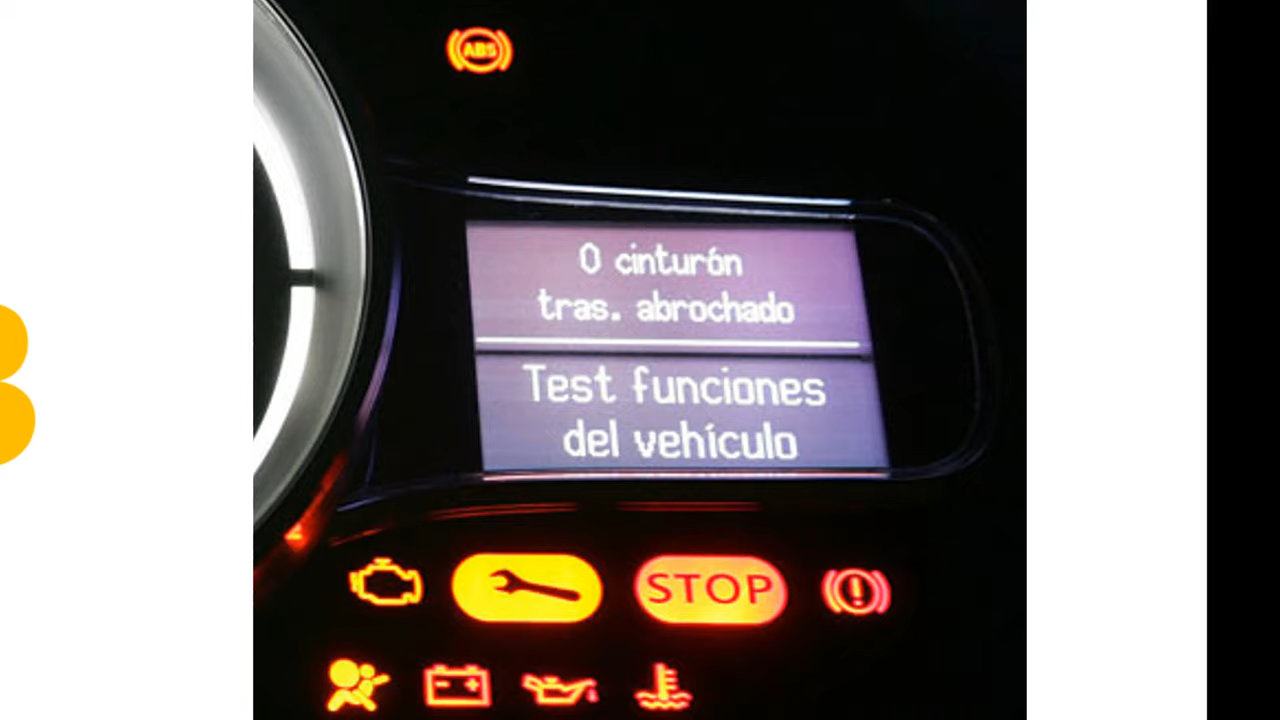 ABS
0 cinturón
tras. abrochado
Test funciones
del vehículo
STOP